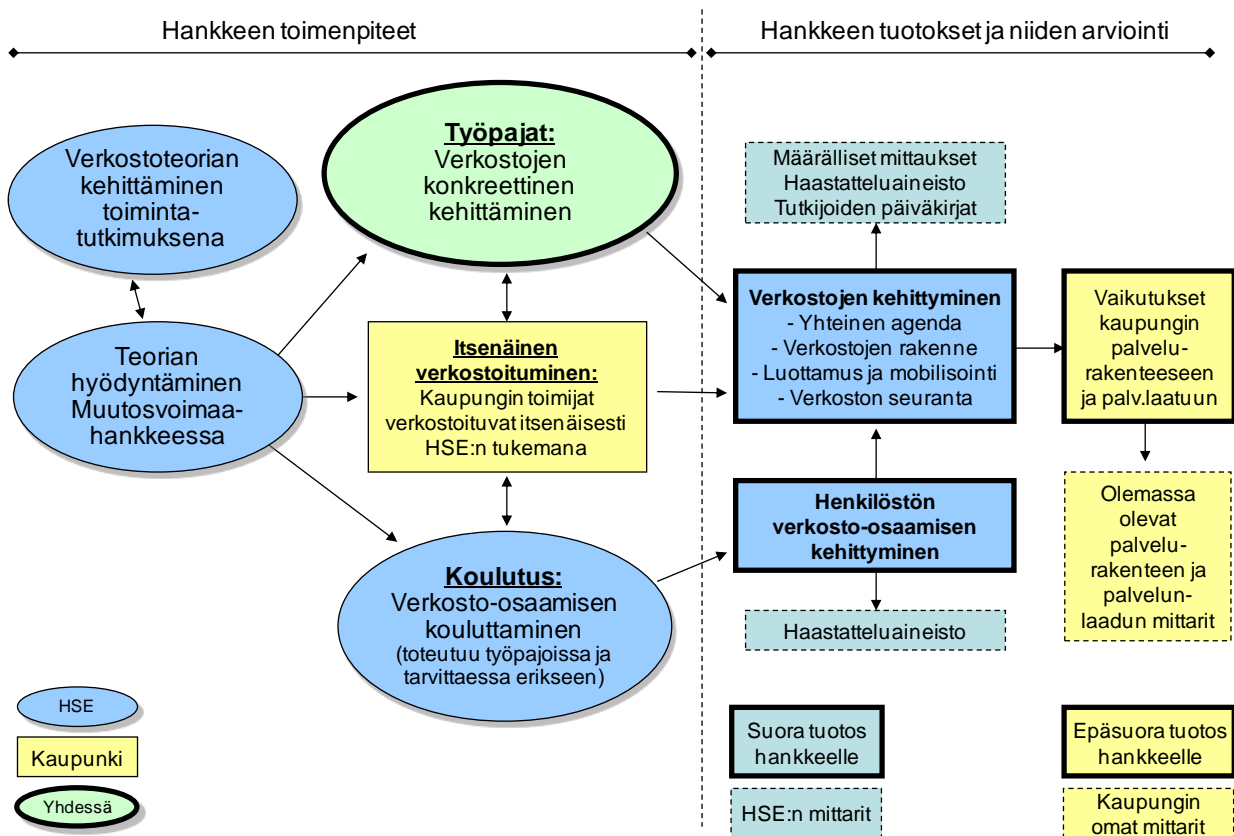 Hankkeen toimenpiteet
Hankkeen tuotokset ja niiden arviointi
Verkostoteorian
kehittäminen
toiminta-
tutkimuksena
Työpajat:
Verkostojen
konkreettinen
kehittäminen
Määrälliset mittaukset
Haastatteluaineisto
Tutkijoiden päiväkirjat
Teorian
hyödyntäminen
Muutosvoimaa-
hankkeessa
Itsenäinen
verkostoituminen:
Kaupungin toimijat
verkostoituvat itsenäisesti
HSE:n tukemana
Verkostojen kehittyminen
- Yhteinen agenda
- Verkostojen rakenne
- Luottamus ja mobilisointi
- Verkoston seuranta
Vaikutukset
kaupungin
palvelu-
rakenteeseen
ja palv.laatuun
Koulutus:
Verkosto-osaamisen
kouluttaminen
(toteutuu työpajoissa ja
tarvittaessa erikseen)
Henkilöstön
verkosto-osaamisen
kehittyminen
Haastatteluaineisto
Olemassa
olevat
palvelu-
rakenteen ja
palvelun-
laadun mittarit
HSE
Kaupunki
Yhdessä
Suora tuotos
hankkeelle
HSE:n mittarit
Epäsuora tuotos
hankkeelle
Kaupungin
omat mittarit